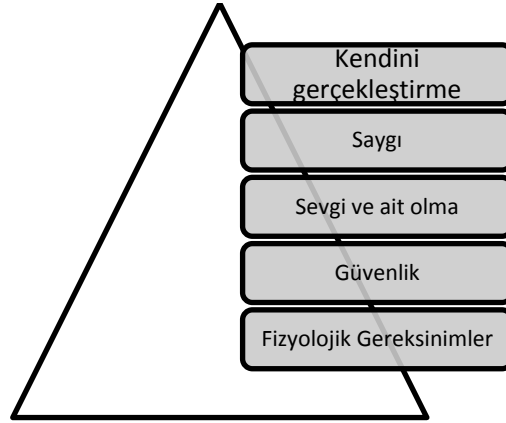 Kendini
gerçekleştirme
Saygı
Sevgi ve ait olma
Güvenlik
Fizyolojik Gereksinimler